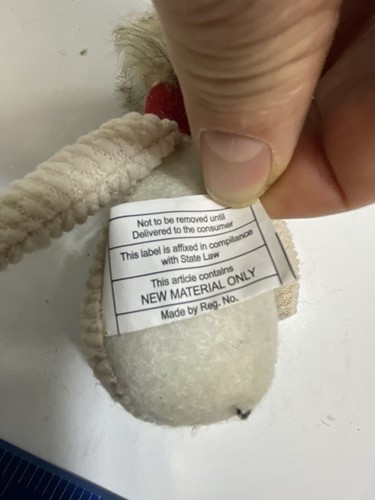 Not to be removed until
Delivered to the consumer
This label is affixed in compliance
with State Law
This article contains
NEW MATERIAL ONLY
Made by Reg. No.